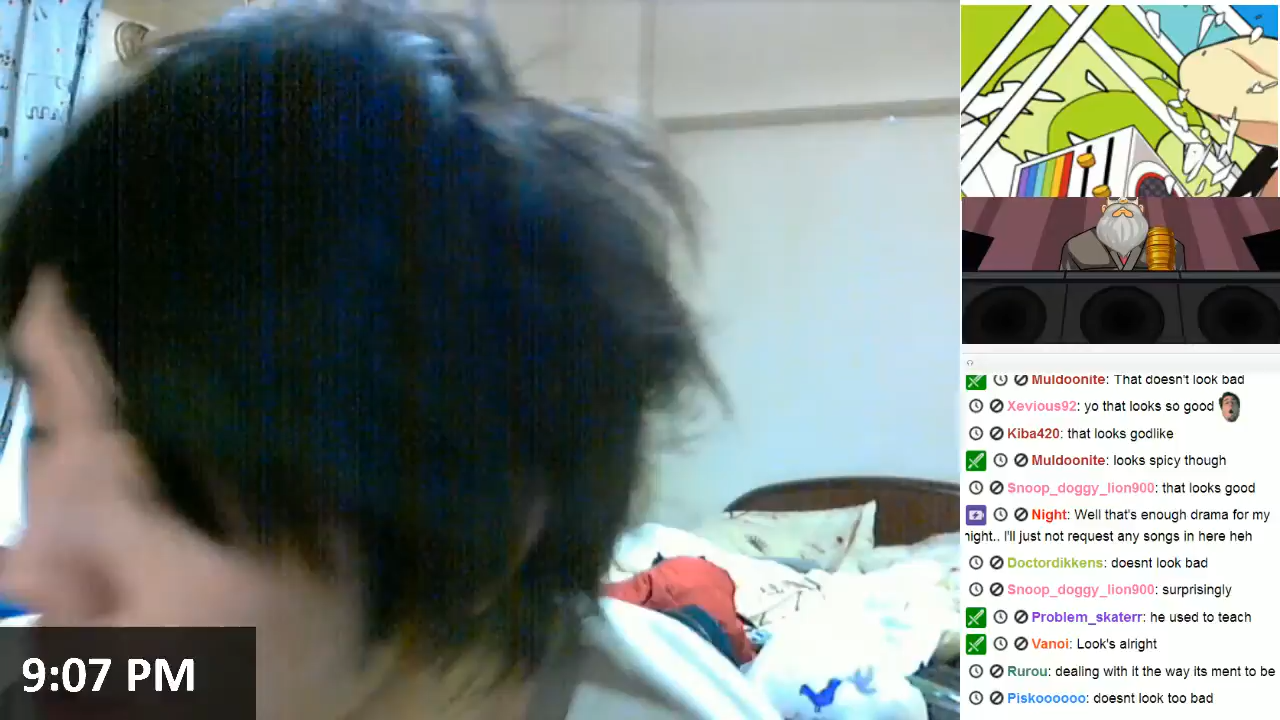 Muldoonite: That doesn't look bad
Xevious92: yo that looks so good
Kiba420: that looks godlike
Muldoonite: looks spicy though
Snoop_doggy_lion900: that looks good
Night: Well that's enough drama for my
night.. I'll just not request any songs in here heh
Doctordikkens: doesnt look bad
Snoop_doggy_lion900: surprisingly
Problem_skaterr: he used to teach
Vanoi: Look's alright
Rurou: dealing with it the way its ment to be
Piskoooooo: doesnt look too bad
9:07 PM